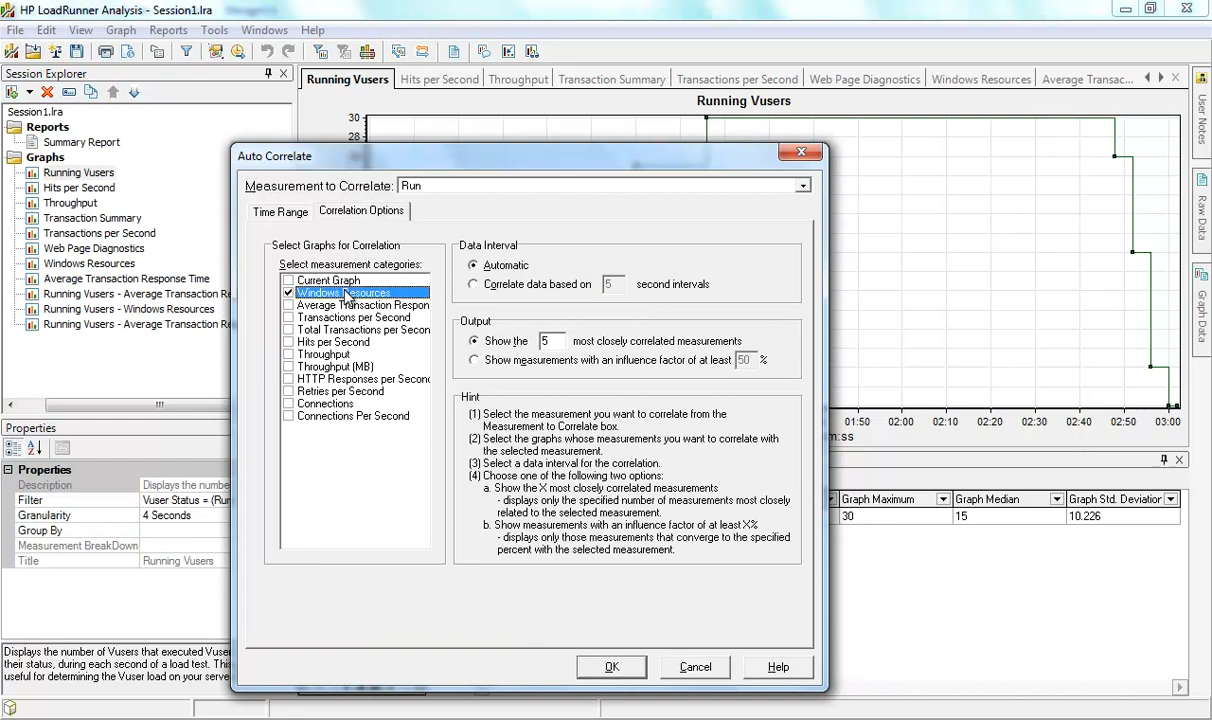 HP LoadRunner Analysis - Session1.lra
File Edit View Graph Reports Tools Windows Help
Session Explorer
Session1.lra
Reports
Summary Report
Graphs
Running Vusers
Hits per Second
Throughput
Transaction Summary
Transactions per Second
Web Page Diagnostics
Windows Resources
Average Transaction Response Time
Running Vusers - Average Transaction Re
Running Vusers - Windows Resources
Running Vusers - Average Transaction Re
Properties
Properties
Description Displays the number
Filter Vuser Status = (Ru
Granularity 4 Seconds
Group By
Measurement BreakDown
Title Running Vusers
Displays the number of Vusers that executed Vuser
their status, during each second of a load test. This
useful for determining the Vuser load on your serve
Running Vusers Hits per Second Throughput Transaction Summary Transactions per Second Web Page Diagnostics Windows Resources Average Transac...
Running Vusers
30
28
01:50 02:00 02:10 02:20 02:30 02:40 02:50 03:00
m:ss
Graph Maximum Graph Median Graph Std. Deviation
30 15 10.226
User Notes
Raw Data
Graph Data
Auto Correlate
Measurement to Correlate: Run
Time Range Correlation Options
Select Graphs for Correlation
Select measurement categories:
Current Graph
Windows Resources
Average Transaction Respon
Transactions per Second
Total Transactions per Secon
Hits per Second
Throughput
Throughput (MB)
HTTP Responses per Second
Retries per Second
Connections
Connections Per Second
Data Interval
Automatic
Correlate data based on 5 second intervals
Output
Show the 5 most closely correlated measurements
Show measurements with an influence factor of at least 50 %
Hint
(1) Select the measurement you want to correlate from the
Measurement to Correlate box.
(2) Select the graphs whose measurements you want to correlate with
the selected measurement.
(3) Select a data interval for the correlation.
(4) Choose one of the following two options:
a. Show the X most closely correlated measurements
- displays only the specified number of measurements most closely
related to the selected measurement.
b. Show measurements with an influence factor of at least X%
- displays only those measurements that converge to the specified
percent with the selected measurement.
OK Cancel Help